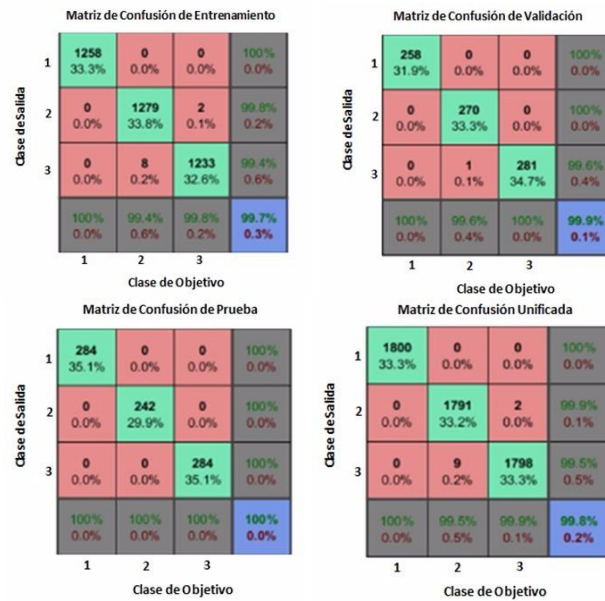 Matriz de Confusión de Entrenamiento
Clase de Salida
1
1258 0 0 100%
33.3% 0.0% 0.0% 0.0%
2
0 1279 2 99.8%
0.0% 33.8% 0.1% 0.2%
3
0 8 1233 99.4%
0.0% 0.2% 32.6% 0.6%
100% 99.4% 99.8% 99.7%
0.0% 0.6% 0.2% 0.3%
1 2 3
Clase de Objetivo
Matriz de Confusión de Validación
Clase de Salida
1
258 0 0 100%
31.9% 0.0% 0.0% 0.0%
2
0 270 0 100%
0.0% 33.3% 0.0% 0.0%
3
0 1 281 99.6%
0.0% 0.1% 34.7% 0.4%
100% 99.6% 100% 99.9%
0.0% 0.4% 0.0% 0.1%
1 2 3
Clase de Objetivo
Matriz de Confusión de Prueba
Clase de Salida
1
284 0 0 100%
35.1% 0.0% 0.0% 0.0%
2
0 242 0 100%
0.0% 29.9% 0.0% 0.0%
3
0 0 284 100%
0.0% 0.0% 35.1% 0.0%
100% 100% 100% 100%
0.0% 0.0% 0.0% 0.0%
1 2 3
Clase de Objetivo
Matriz de Confusión Unificada
Clase de Salida
1
1800 0 0 100%
33.3% 0.0% 0.0% 0.0%
2
0 1791 2 99.9%
0.0% 33.2% 0.0% 0.1%
3
0 9 1798 99.5%
0.0% 0.2% 33.3% 0.5%
100% 99.5% 99.9% 99.8%
0.0% 0.5% 0.1% 0.2%
1 2 3
Clase de Objetivo